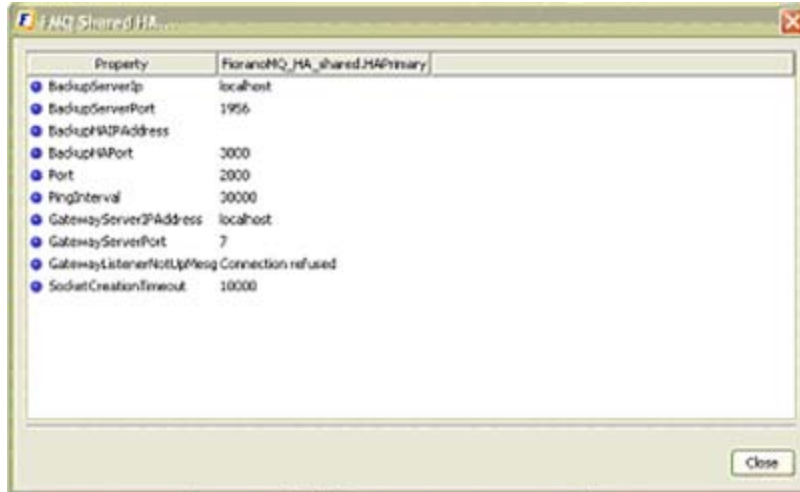 FMQ Shared HA...
Property FioranoMQ_HA_shared.HAPrimary
BackupServerIp localhost
BackupServerPort 1956
BackupHAIPAddress
BackupHAPort 3000
Port 2000
PingInterval 30000
GatewayServerIPAddress localhost
GatewayServerPort 7
GatewayListenerNotUpMesg Connection refused
SocketCreationTimeout 10000
Close